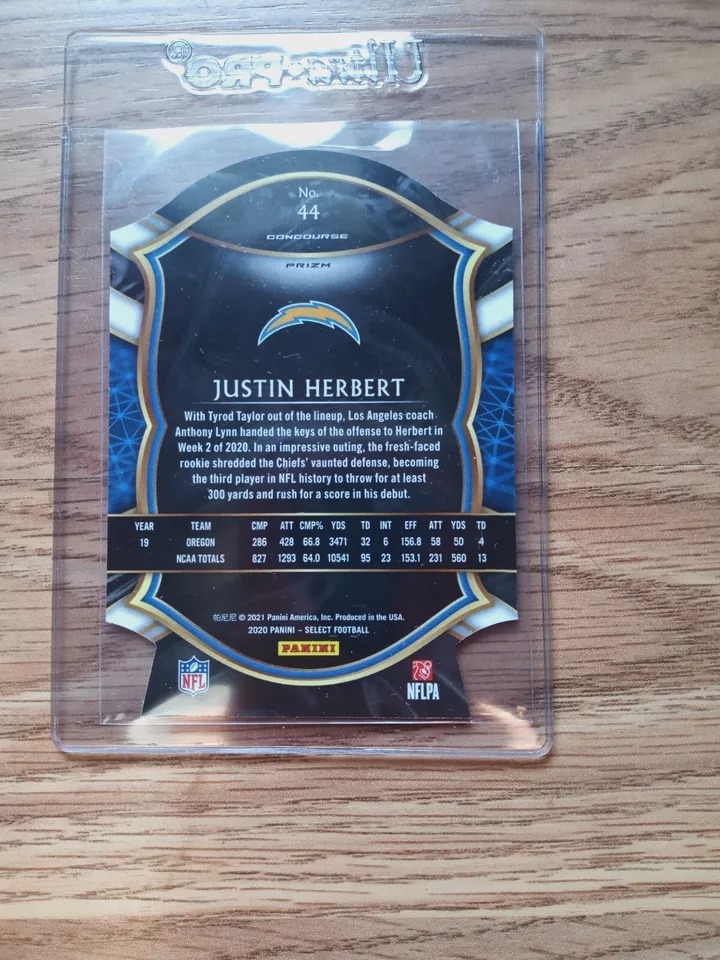 ULTRA•PRO®
No.
44
CONCOURSE
PRIZM
JUSTIN HERBERT
With Tyrod Taylor out of the lineup, Los Angeles coach
Anthony Lynn handed the keys of the offense to Herbert in
Week 2 of 2020. In an impressive outing, the fresh-faced
rookie shredded the Chiefs' vaunted defense, becoming
the third player in NFL history to throw for at least
300 yards and rush for a score in his debut.
YEAR TEAM CMP ATT CMP% YDS TD INT EFF ATT YDS TD
19 OREGON 286 428 66.8 3471 32 6 156.8 58 50 4
NCAA TOTALS 827 1293 64.0 10541 95 23 153.1 231 560 13
帕尼尼 © 2021 Panini America, Inc. Produced in the USA.
2020 PANINI – SELECT FOOTBALL
PANINI
NFL
NFLPA